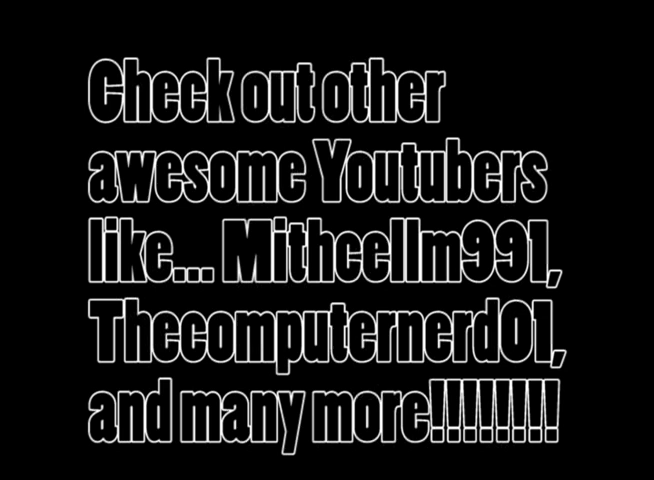 Check out other
awesome Youtubers
like... Mithcellm991,
Thecomputernerd01,
and many more!!!!!!!!